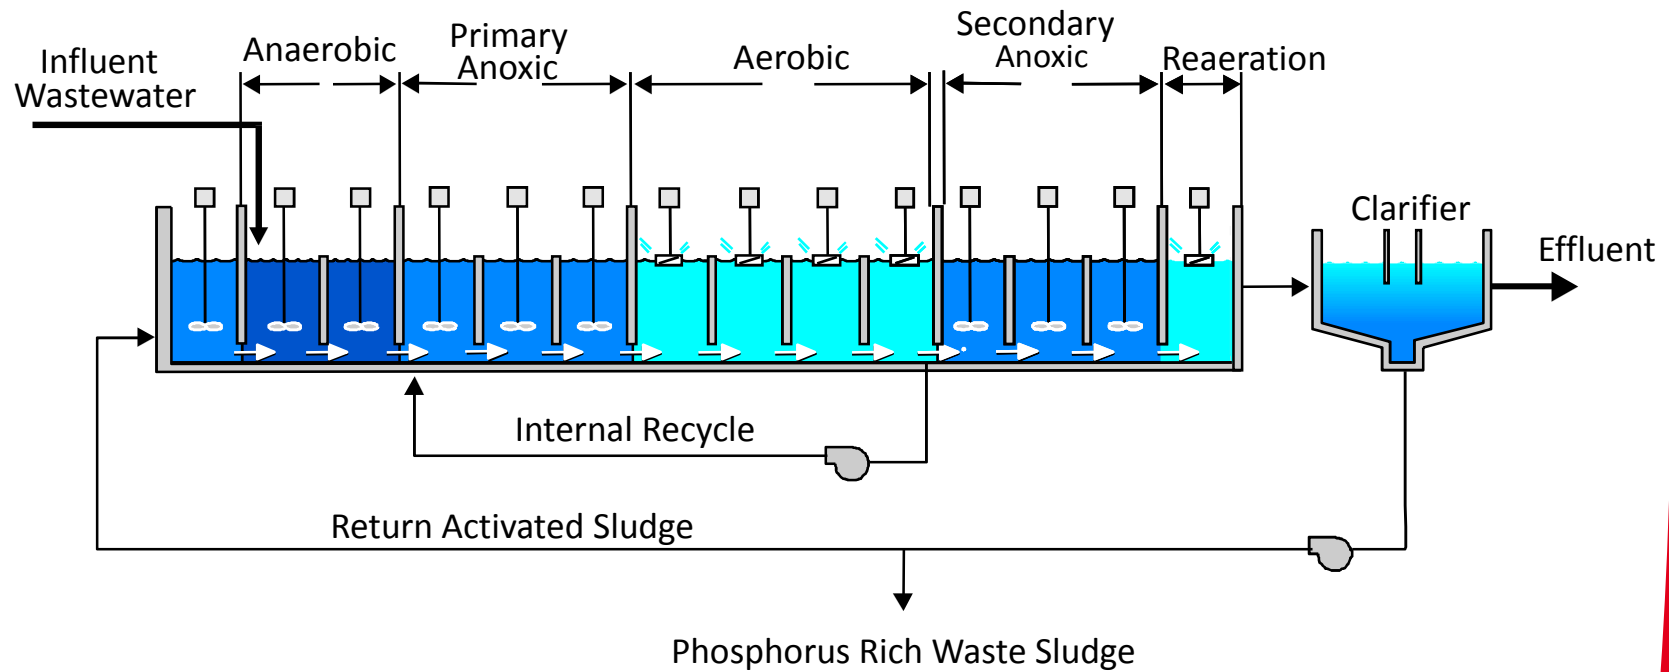 Influent
Wastewater
Anaerobic
Primary
Anoxic
Aerobic
Secondary
Anoxic
Reaeration
Clarifier
Effluent
Internal Recycle
Return Activated Sludge
Phosphorus Rich Waste Sludge